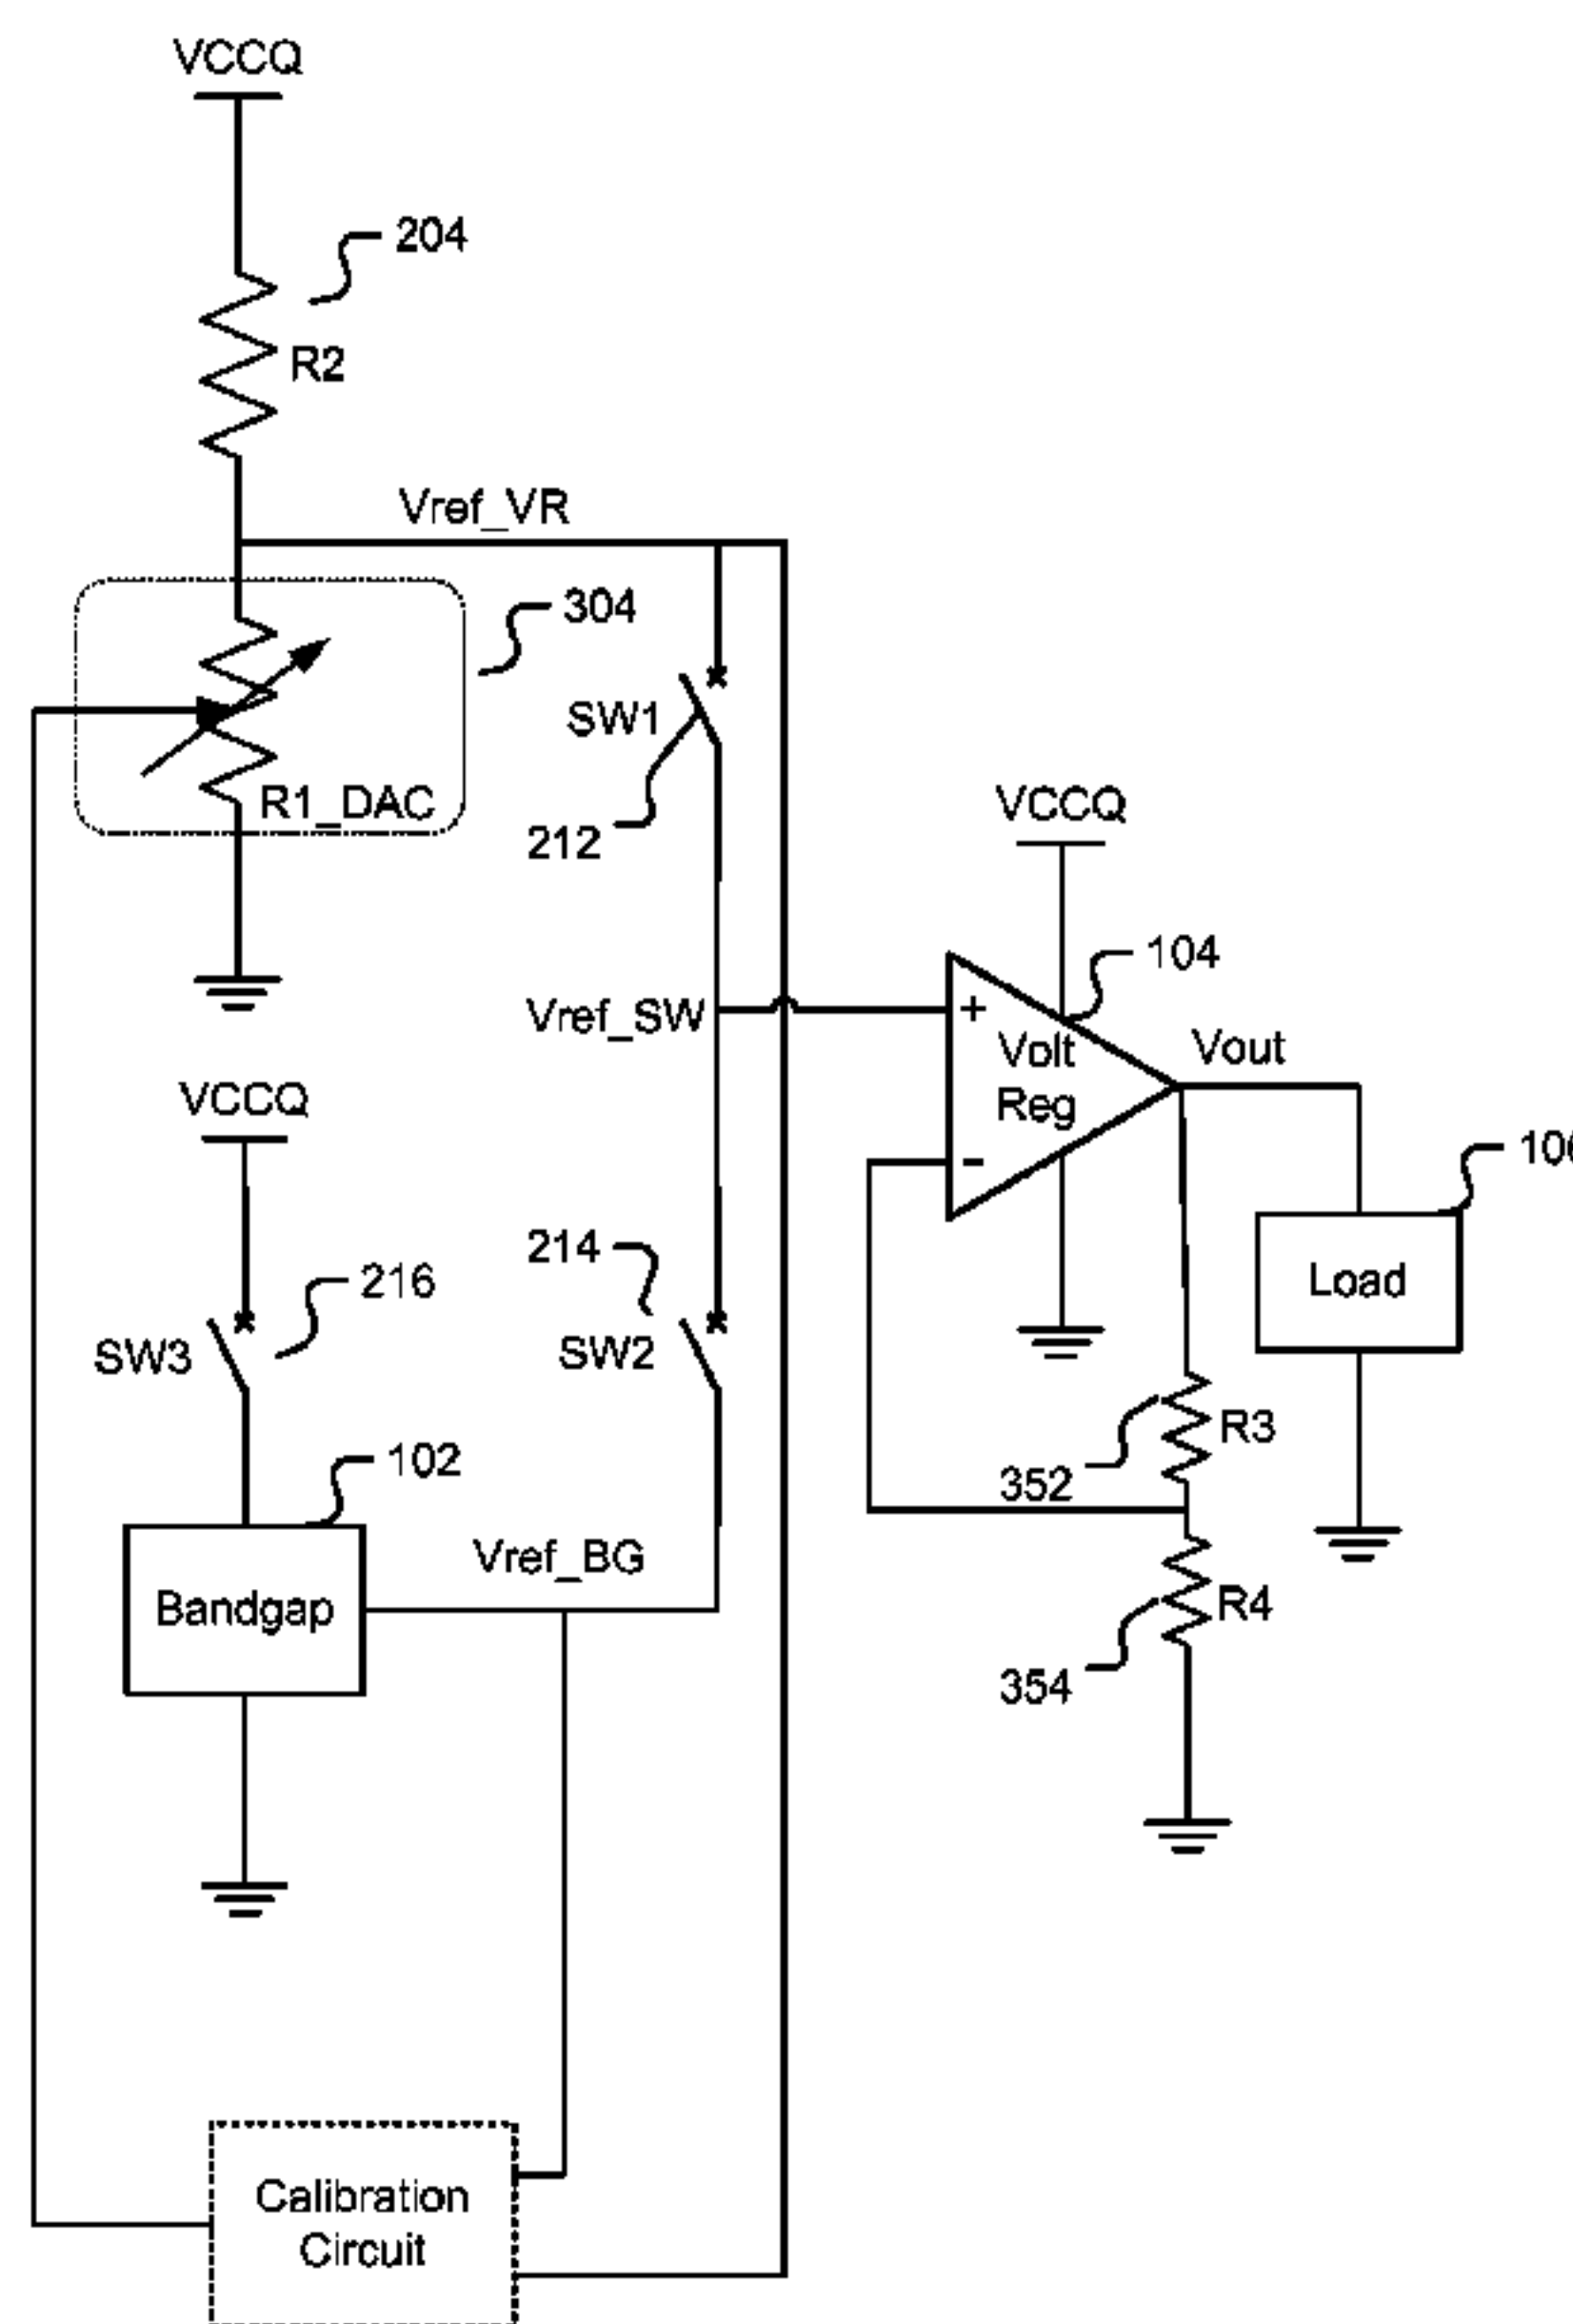 VCCQ
204
R2
Vref_VR
304
SW1
R1_DAC
212
VCCQ
104
Vref_SW
+
Volt
Reg
Vout
-
VCCQ
214
216
Load
SW3
SW2
102
R3
352
Vref_BG
Bandgap
R4
354
Calibration
Circuit